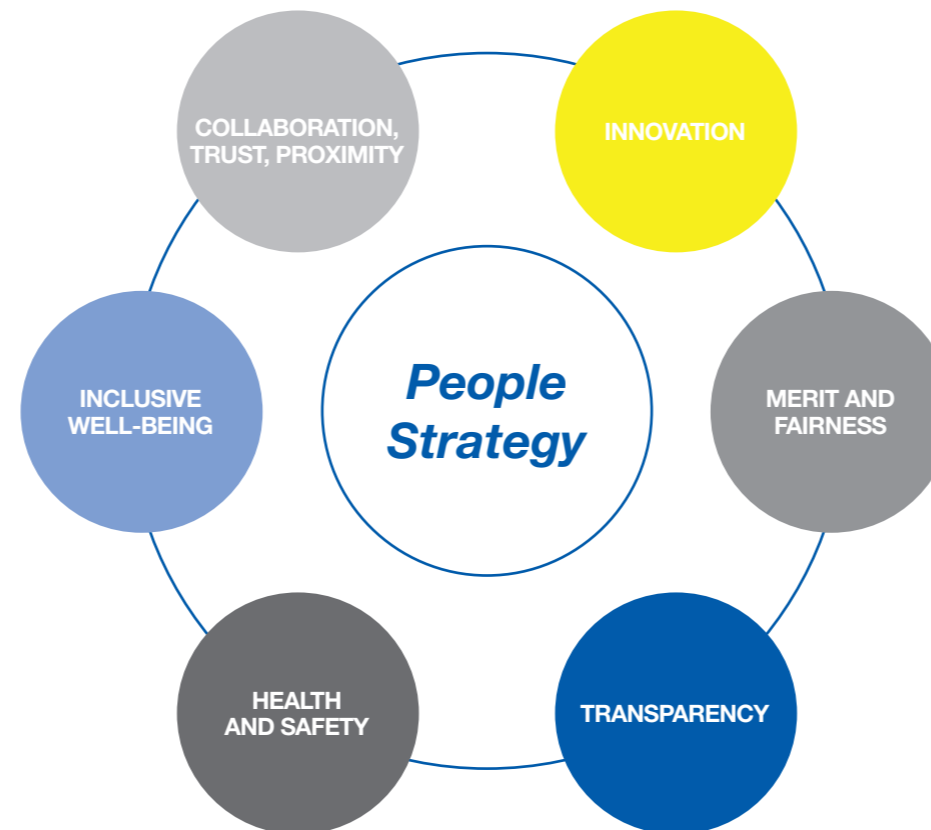 COLLABORATION,
TRUST, PROXIMITY
INNOVATION
INCLUSIVE
WELL-BEING
People
Strategy
MERIT AND
FAIRNESS
HEALTH
AND SAFETY
TRANSPARENCY